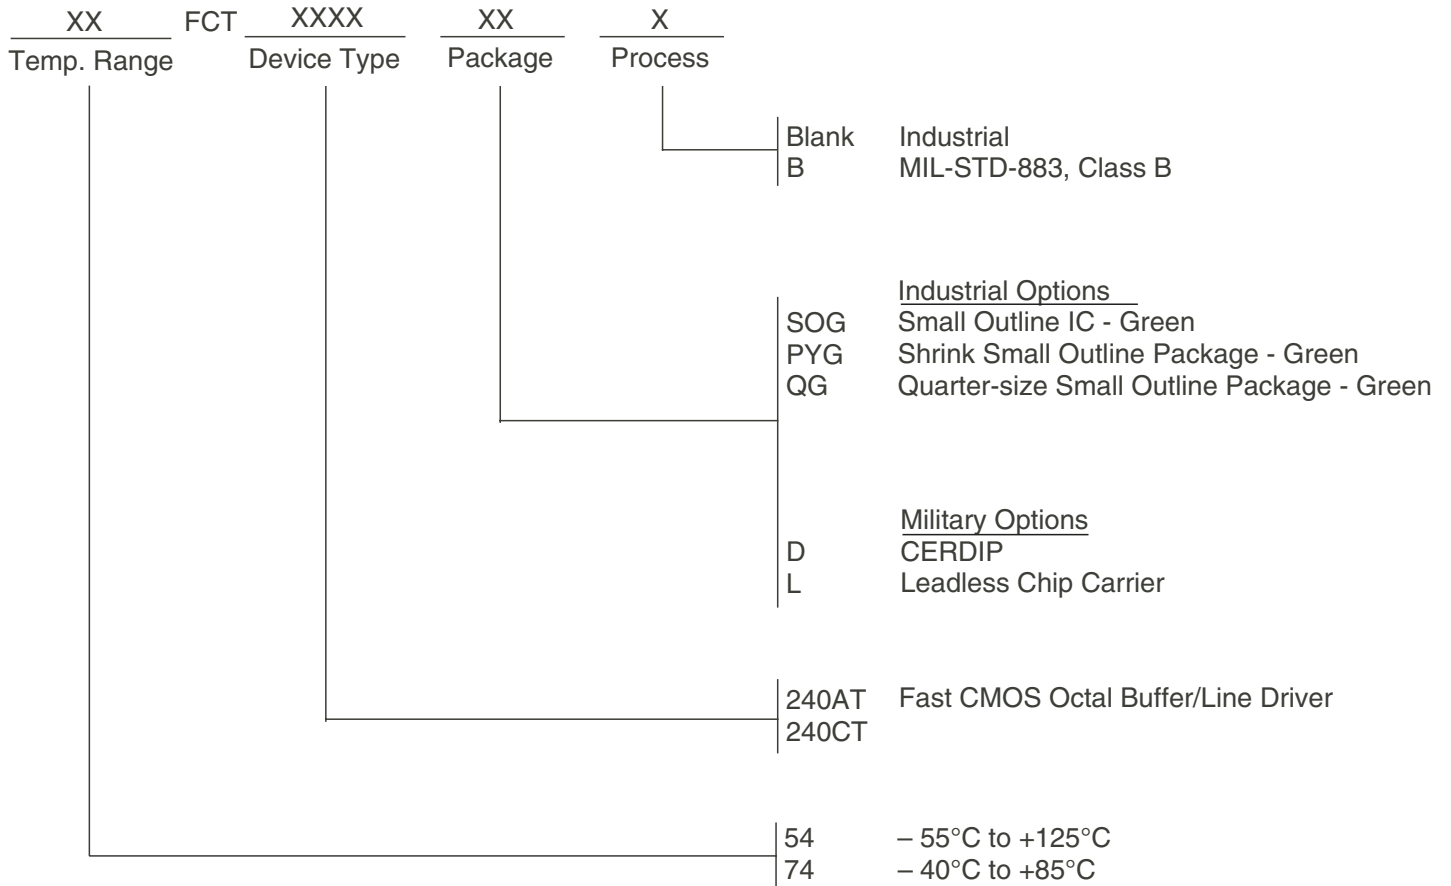 XX FCT XXXX XX X
Temp. Range Device Type Package Process
Blank Industrial
B MIL-STD-883, Class B
Industrial Options
SOG Small Outline IC - Green
PYG Shrink Small Outline Package - Green
QG Quarter-size Small Outline Package - Green
Military Options
D CERDIP
L Leadless Chip Carrier
240AT Fast CMOS Octal Buffer/Line Driver
240CT
54 – 55°C to +125°C
74 – 40°C to +85°C